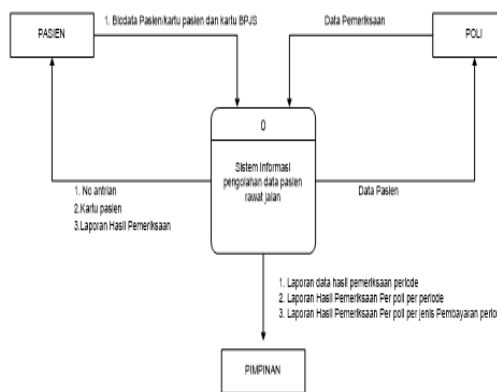 PASIEN
1. Biodata Pasien/kartu pasien dan kartu BPJS
Data Pemeriksaan
POLI
0
Sistem Informasi
pengolahan data pasien
rawat jalan
1. No antrian
2.Kartu pasien
3.Laporan Hasil Pemeriksaan
Data Pasien
1. Laporan data hasil pemeriksaan periode
2. Laporan Hasil Pemeriksaan Per poli per periode
3. Laporan Hasil Pemeriksaan Per poli per jenis Pembayaran perio
PIMPINAN